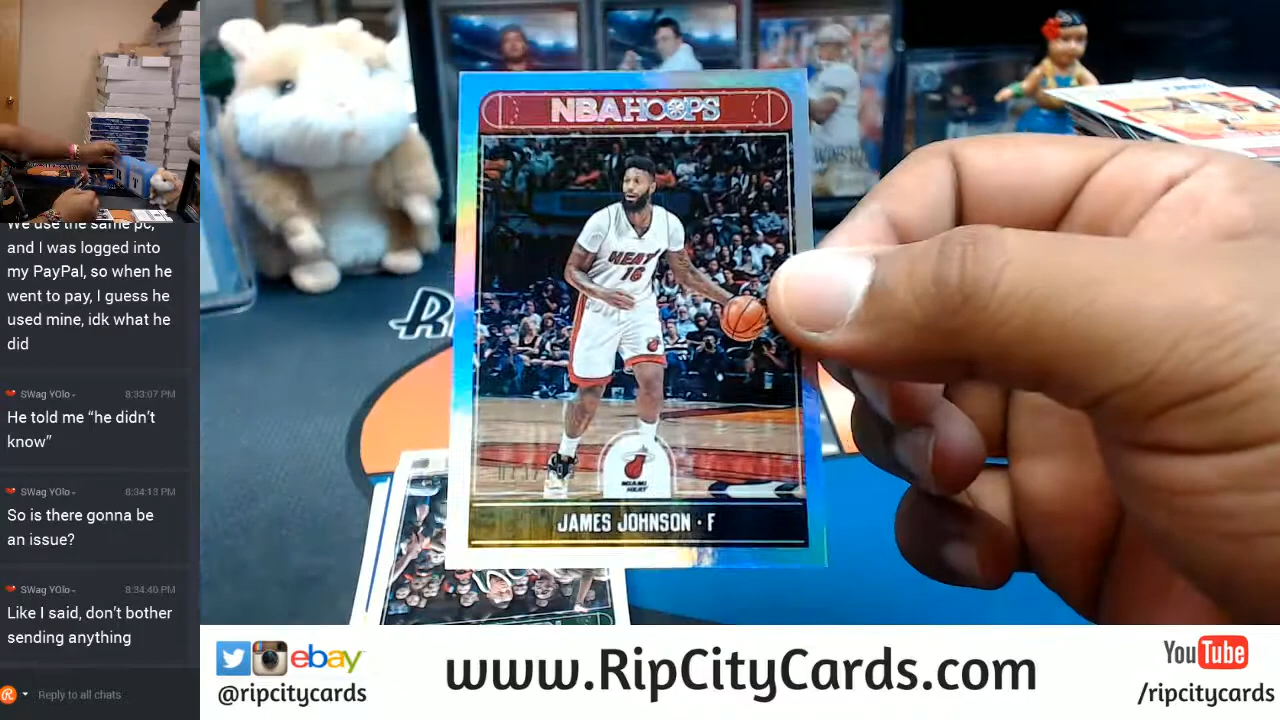 We use the same pc,
and I was logged into
my PayPal, so when he
went to pay, I guess he
used mine, idk what he
did
SWag YOlo - 8:33:07 PM
He told me “he didn’t
know”
SWag YOlo - 8:34:13 PM
So is there gonna be
an issue?
SWag YOlo - 8:34:40 PM
Like I said, don’t bother
sending anything
Reply to all chats
NBA HOOPS
WINSTON
HEAT
16
MIAMI
HEAT
JAMES JOHNSON · F
ebay
@ripcitycards
www.RipCityCards.com
YouTube
/ripcitycards